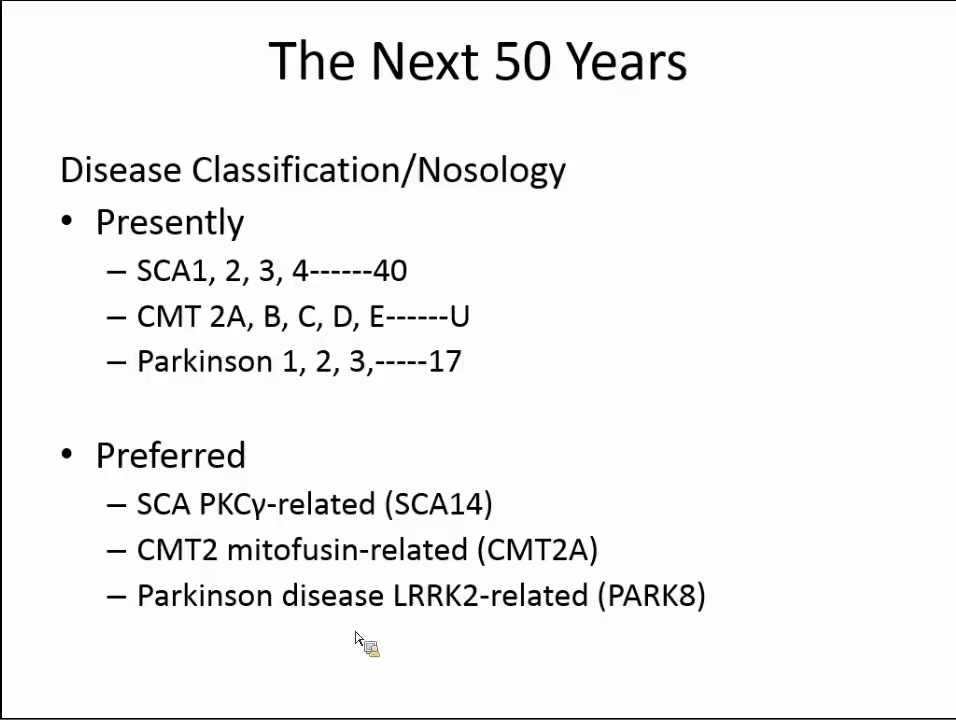 The Next 50 Years
Disease Classification/Nosology
• Presently
– SCA1, 2, 3, 4------40
– CMT 2A, B, C, D, E------U
– Parkinson 1, 2, 3,-----17
• Preferred
– SCA PKCγ-related (SCA14)
– CMT2 mitofusin-related (CMT2A)
– Parkinson disease LRRK2-related (PARK8)